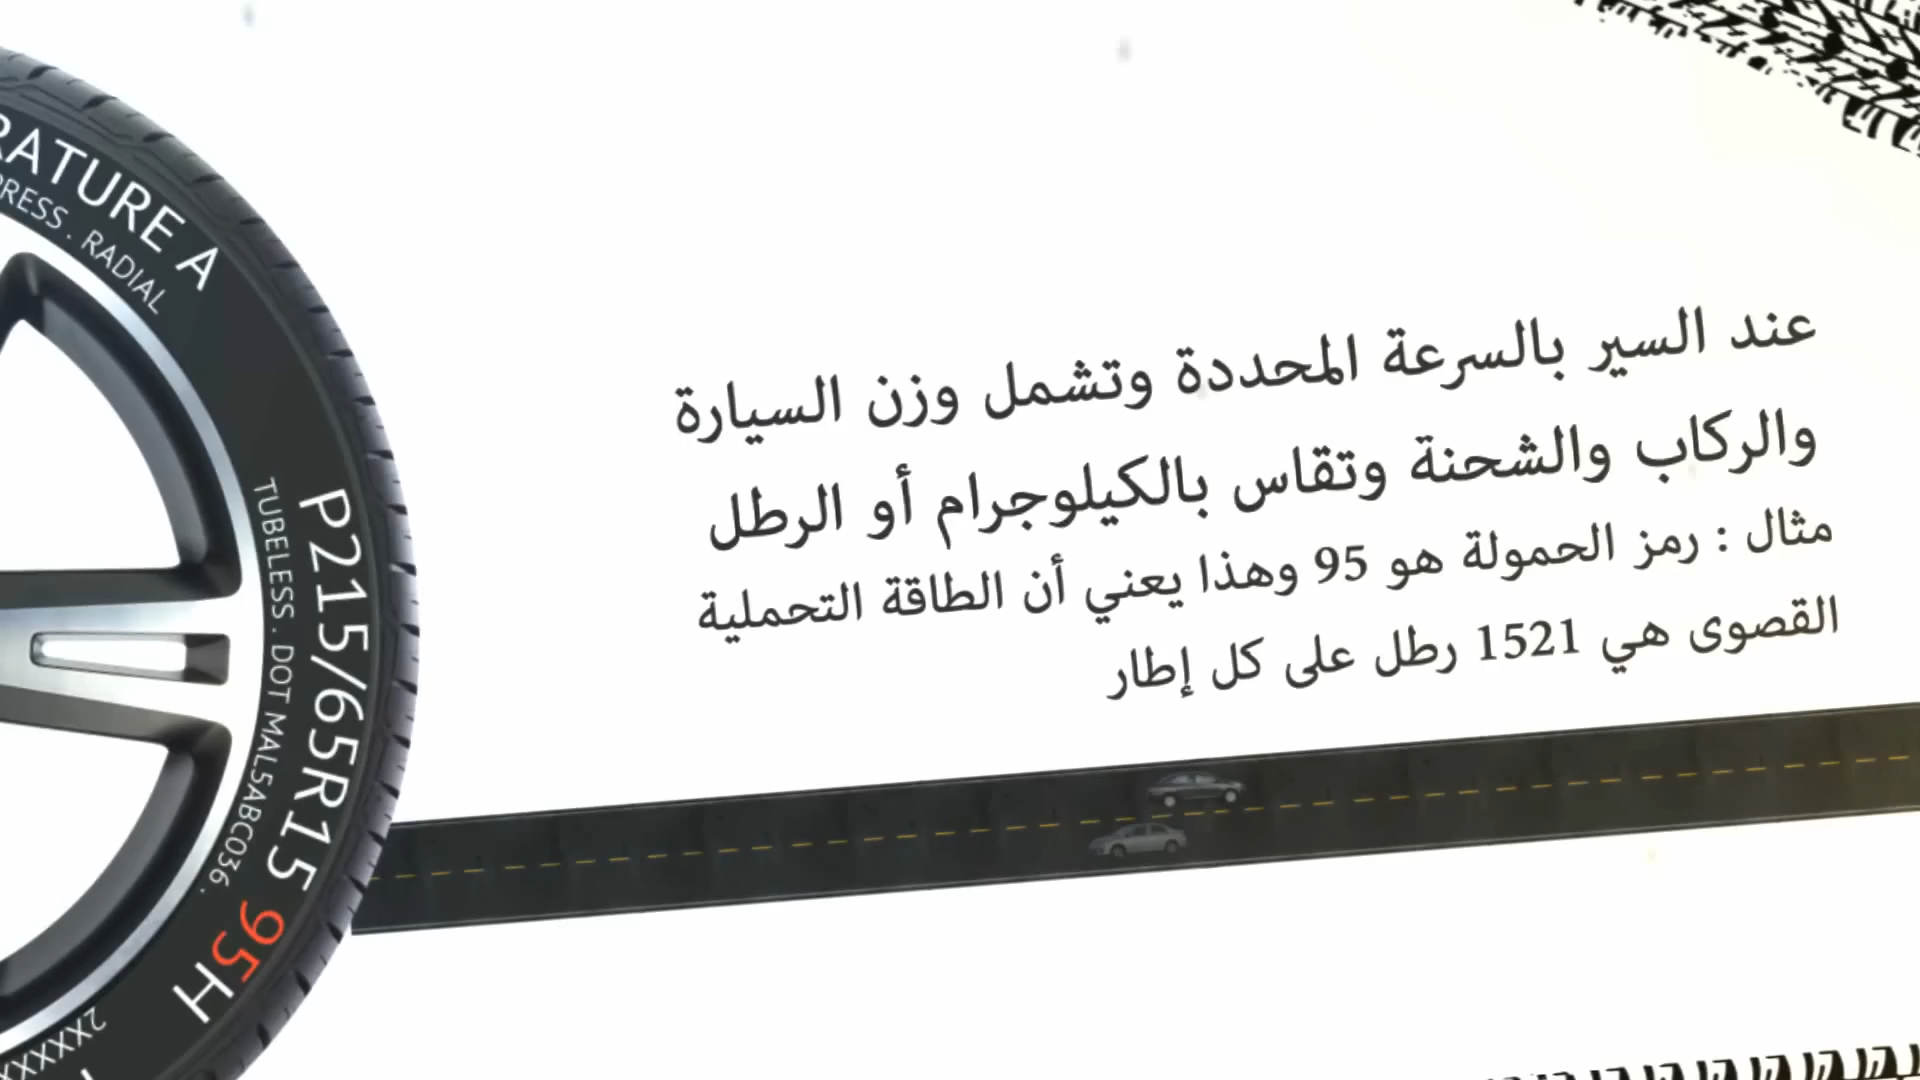 عند السير بالسرعة المحددة وتشمل وزن السيارة
والركاب والشحنة وتقاس بالكيلوجرام أو الرطل
مثال : رمز الحمولة هو 95 وهذا يعني أن الطاقة التحملية
القصوى هي 1521 رطل على كل إطار
RATURE A
PRESS . RADIAL
P215/65R15 95H
TUBELESS . DOT MAL5ABC036 .
2XXXXX